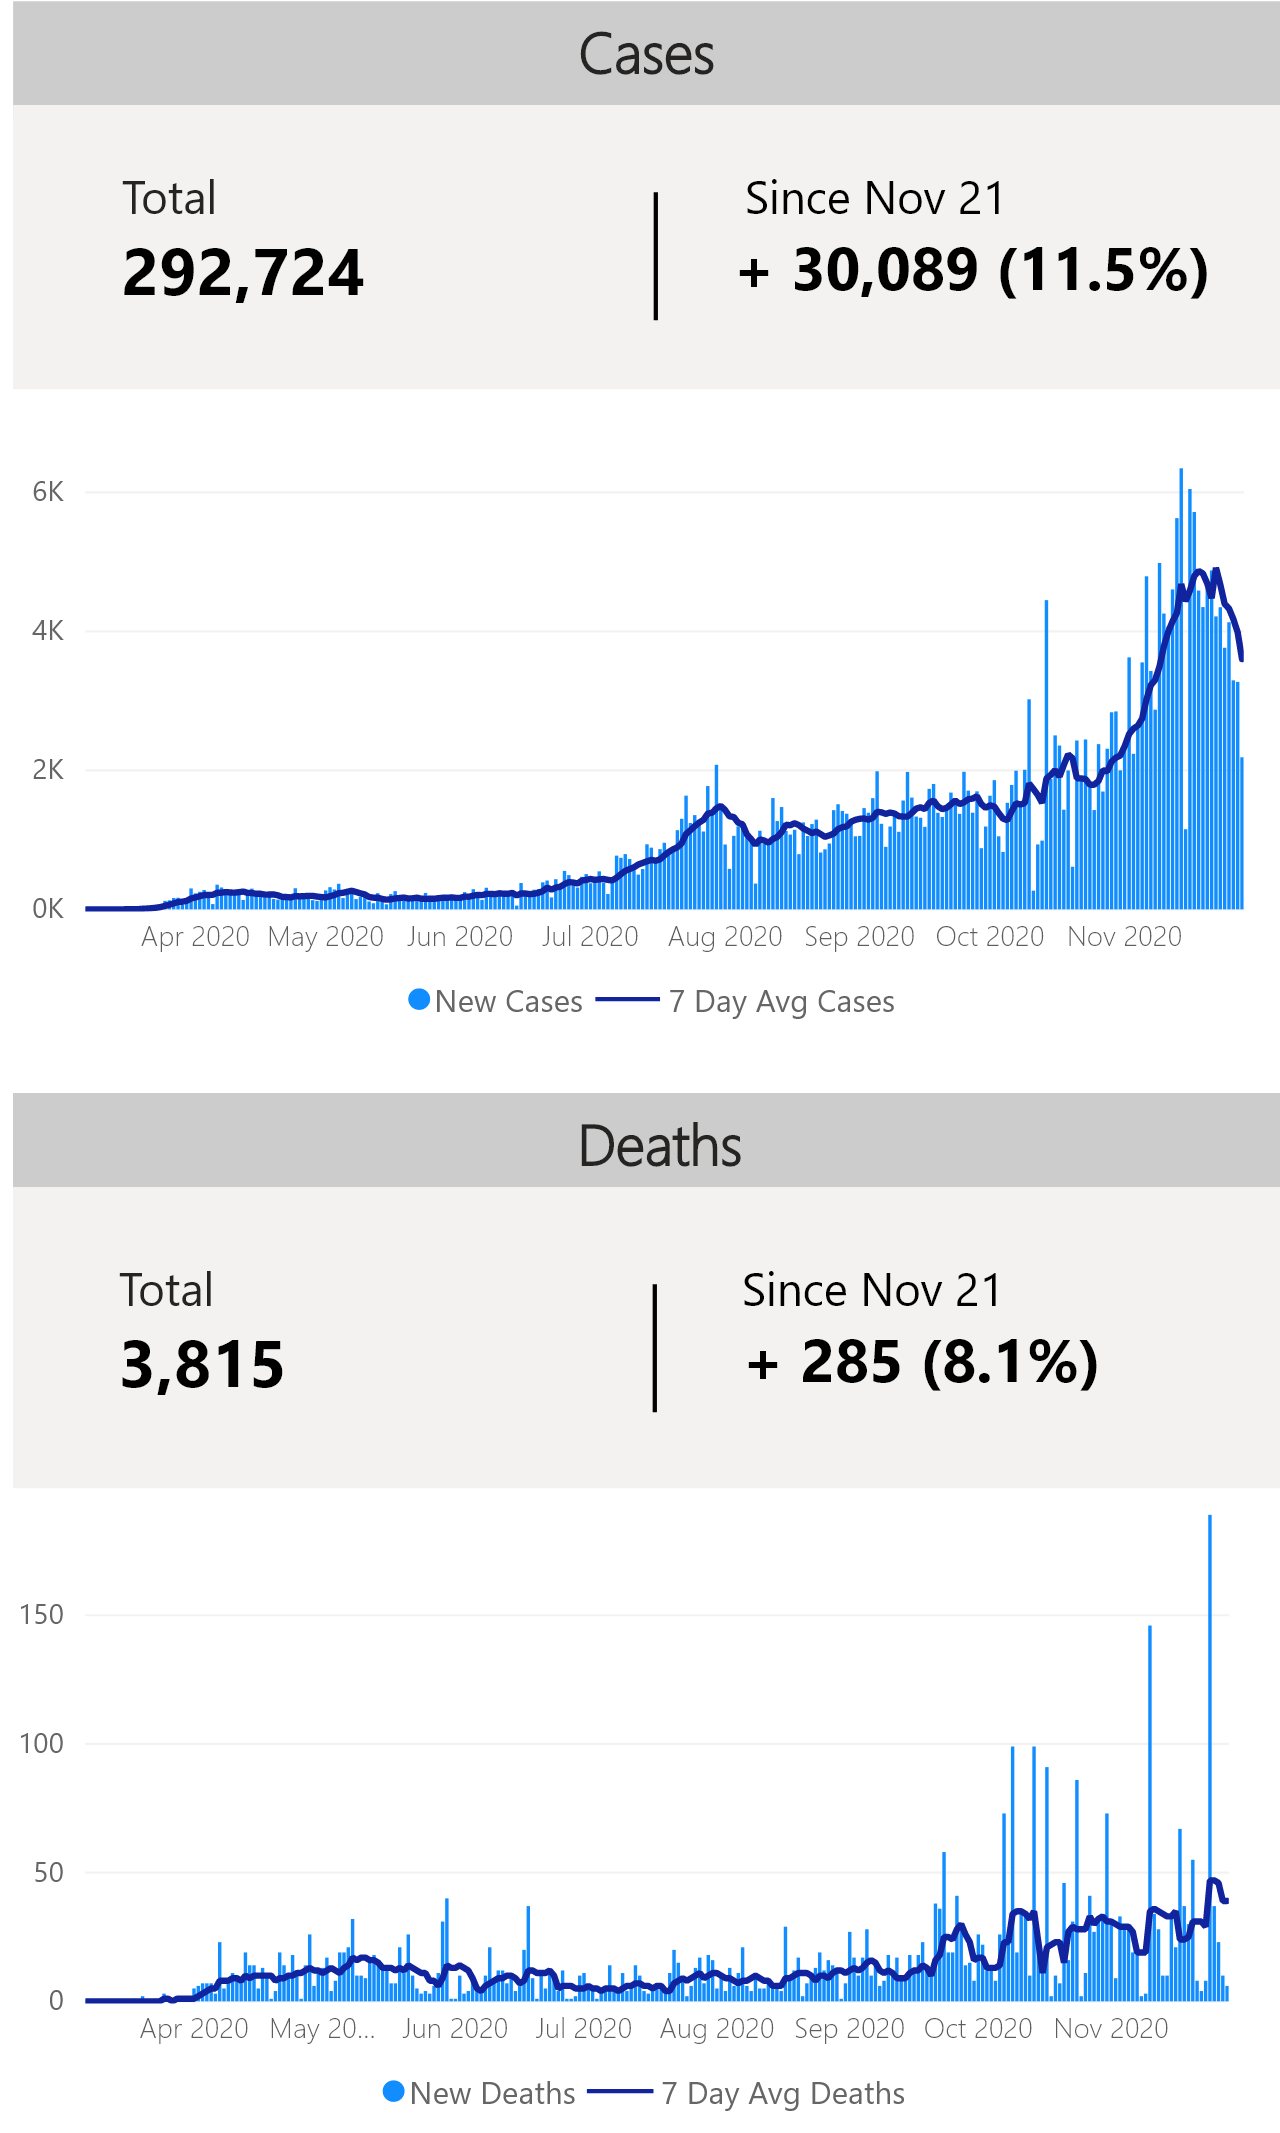 Cases
Total
Since Nov 21
292,724
+ 30,089 (11.5%)
6K
4K
2K
0K
Apr 2020 May 2020 Jun 2020 Jul 2020 Aug 2020 Sep 2020 Oct 2020 Nov 2020
New Cases 7 Day Avg Cases
Deaths
Total
Since Nov 21
3,815
+ 285 (8.1%)
150
100
50
0
Apr 2020 May 20... Jun 2020 Jul 2020 Aug 2020 Sep 2020 Oct 2020 Nov 2020
New Deaths 7 Day Avg Deaths